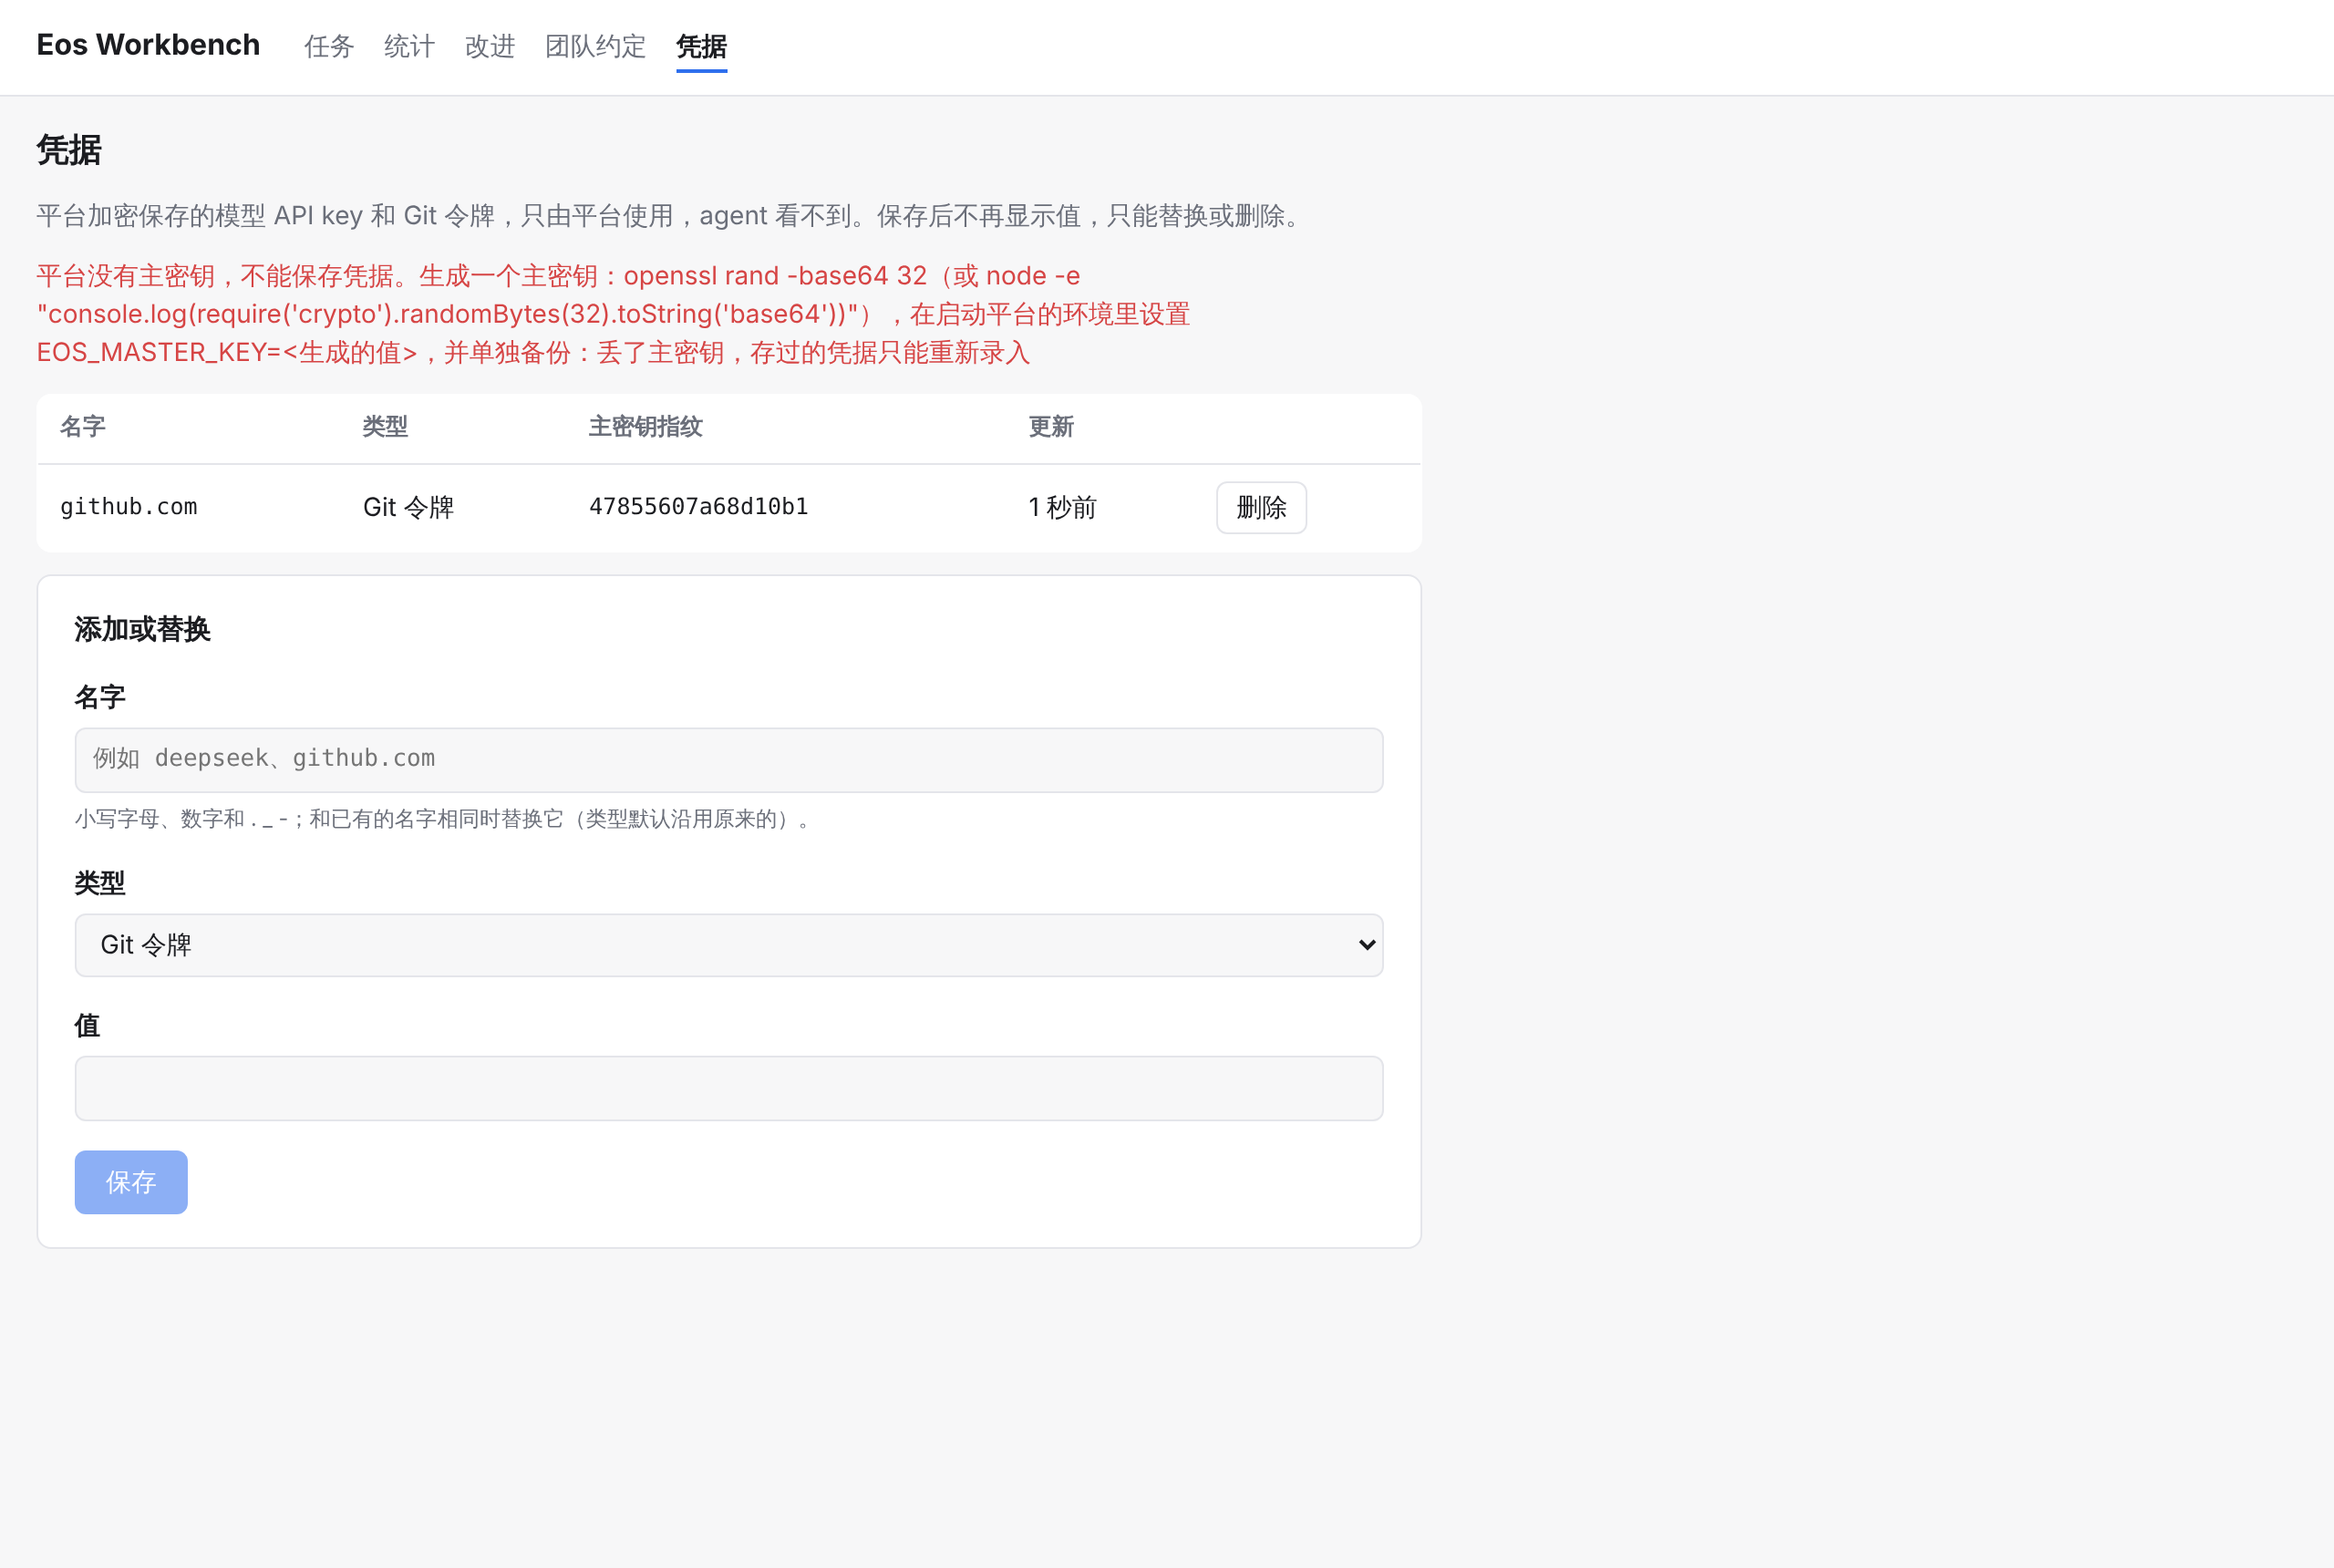 Eos Workbench 任务 统计 改进 团队约定 凭据
凭据
平台加密保存的模型 API key 和 Git 令牌，只由平台使用，agent 看不到。保存后不再显示值，只能替换或删除。
平台没有主密钥，不能保存凭据。生成一个主密钥：openssl rand -base64 32（或 node -e
"console.log(require('crypto').randomBytes(32).toString('base64'))"），在启动平台的环境里设置
EOS_MASTER_KEY=<生成的值>，并单独备份：丢了主密钥，存过的凭据只能重新录入
名字 类型 主密钥指纹 更新
github.com Git 令牌 47855607a68d10b1 1 秒前 删除
添加或替换
名字
例如 deepseek、github.com
小写字母、数字和 . _ -；和已有的名字相同时替换它（类型默认沿用原来的）。
类型
Git 令牌
值
保存